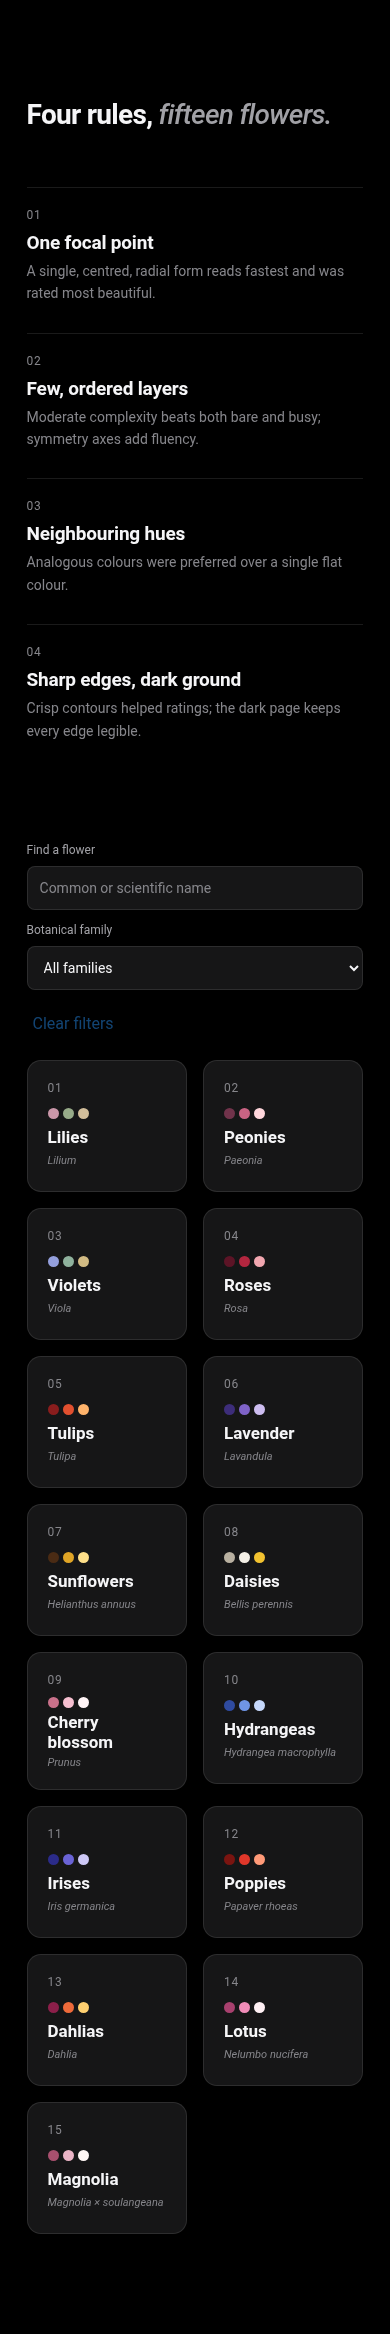 Four rules, fifteen flowers.
01
One focal point
A single, centred, radial form reads fastest and was
rated most beautiful.
02
Few, ordered layers
Moderate complexity beats both bare and busy;
symmetry axes add fluency.
03
Neighbouring hues
Analogous colours were preferred over a single flat
colour.
04
Sharp edges, dark ground
Crisp contours helped ratings; the dark page keeps
every edge legible.
Find a flower
Common or scientific name
Botanical family
All families
Clear filters
01
Lilies
Lilium
02
Peonies
Paeonia
03
Violets
Viola
04
Roses
Rosa
05
Tulips
Tulipa
06
Lavender
Lavandula
07
Sunflowers
Helianthus annuus
08
Daisies
Bellis perennis
09
Cherry
blossom
Prunus
10
Hydrangeas
Hydrangea macrophylla
11
Irises
Iris germanica
12
Poppies
Papaver rhoeas
13
Dahlias
Dahlia
14
Lotus
Nelumbo nucifera
15
Magnolia
Magnolia × soulangeana